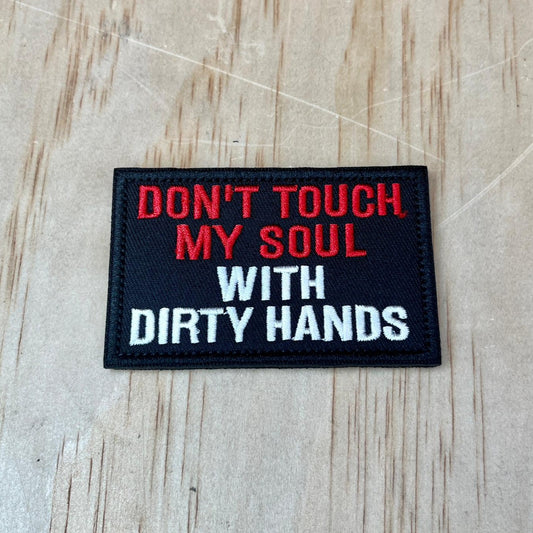 DON'T TOUCH
MY SOUL
WITH
DIRTY HANDS